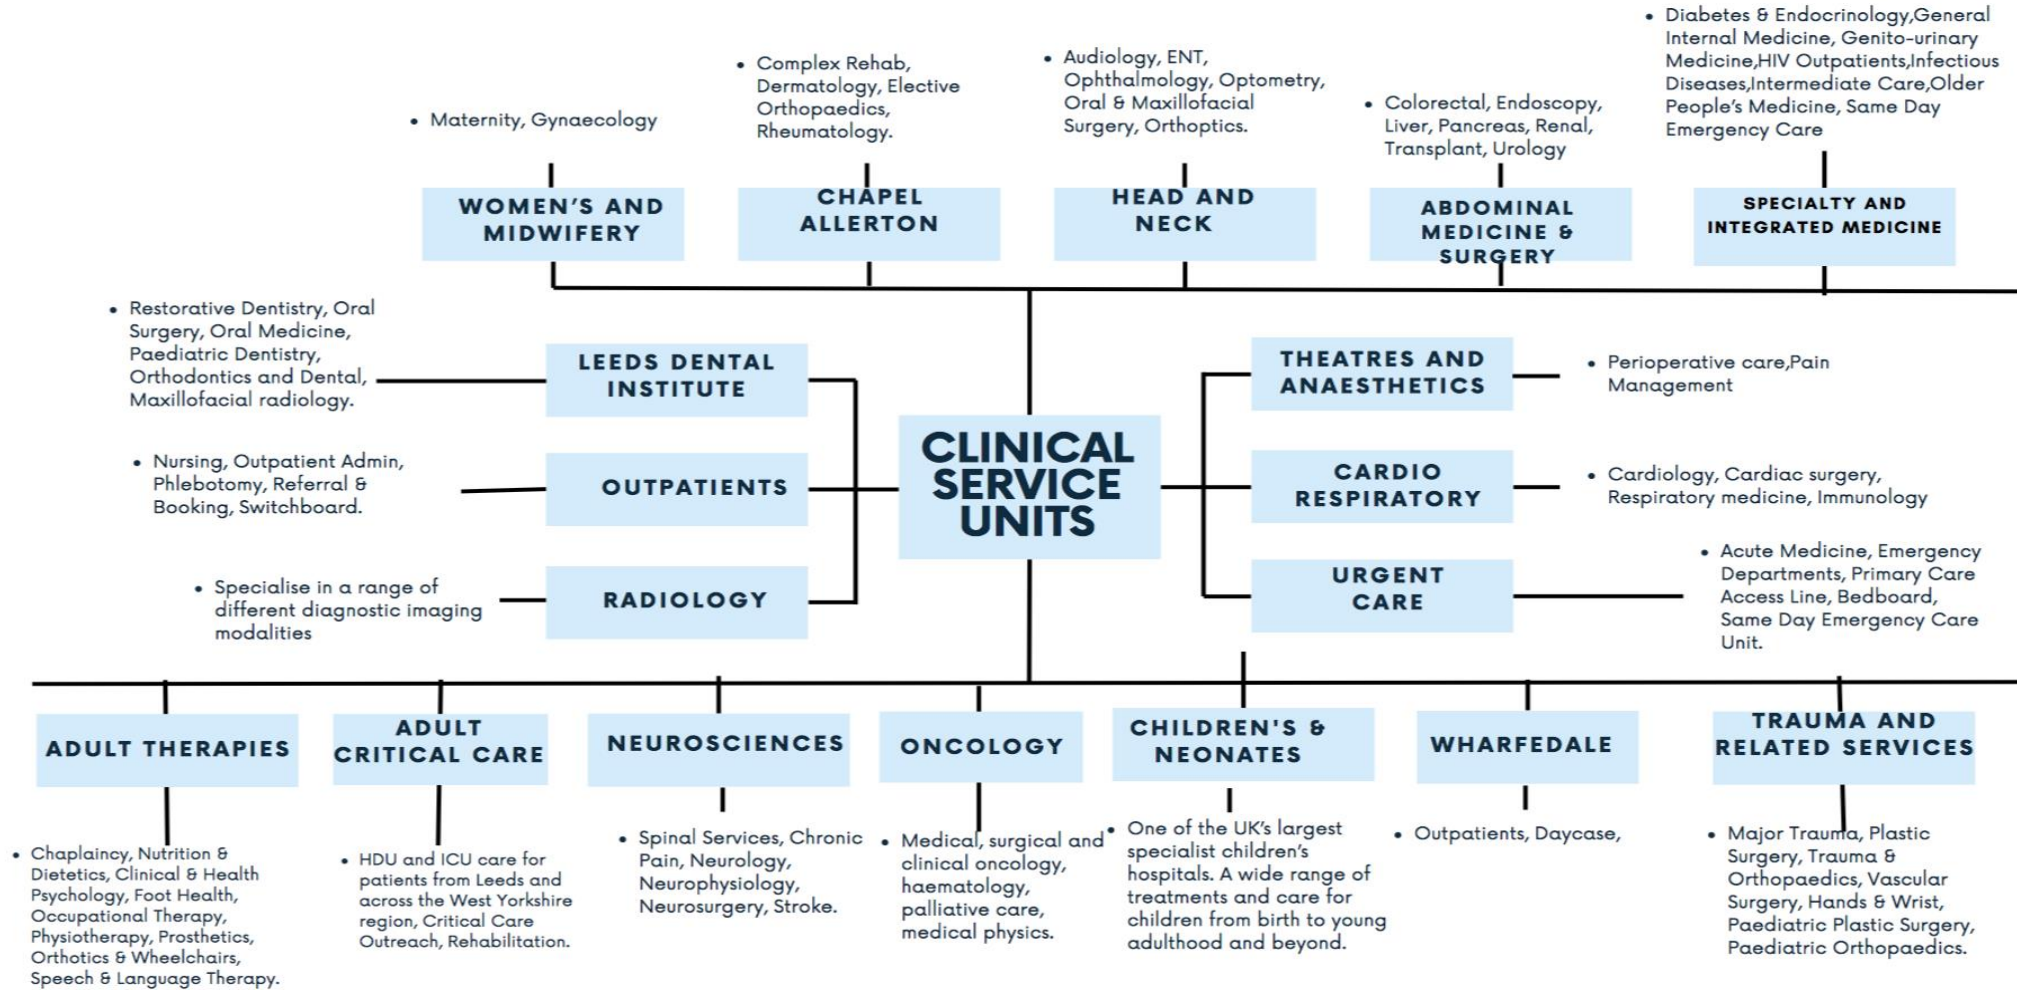 • Maternity, Gynaecology
WOMEN'S AND
MIDWIFERY
• Complex Rehab,
Dermatology, Elective
Orthopaedics,
Rheumatology.
CHAPEL
ALLERTON
• Audiology, ENT,
Ophthalmology, Optometry,
Oral & Maxillofacial
Surgery, Orthoptics.
HEAD AND
NECK
• Colorectal, Endoscopy,
Liver, Pancreas, Renal,
Transplant, Urology
ABDOMINAL
MEDICINE &
SURGERY
• Diabetes & Endocrinology,General
Internal Medicine, Genito-urinary
Medicine,HIV Outpatients,Infectious
Diseases,Intermediate Care,Older
People's Medicine, Same Day
Emergency Care
SPECIALTY AND
INTEGRATED MEDICINE
• Restorative Dentistry, Oral
Surgery, Oral Medicine,
Paediatric Dentistry,
Orthodontics and Dental,
Maxillofacial radiology.
LEEDS DENTAL
INSTITUTE
• Nursing, Outpatient Admin,
Phlebotomy, Referral &
Booking, Switchboard.
OUTPATIENTS
• Specialise in a range of
different diagnostic imaging
modalities
RADIOLOGY
CLINICAL
SERVICE
UNITS
THEATRES AND
ANAESTHETICS
• Perioperative care,Pain
Management
CARDIO
RESPIRATORY
• Cardiology, Cardiac surgery,
Respiratory medicine, Immunology
URGENT
CARE
• Acute Medicine, Emergency
Departments, Primary Care
Access Line, Bedboard,
Same Day Emergency Care
Unit.
ADULT THERAPIES
• Chaplaincy, Nutrition &
Dietetics, Clinical & Health
Psychology, Foot Health,
Occupational Therapy,
Physiotherapy, Prosthetics,
Orthotics & Wheelchairs,
Speech & Language Therapy.
ADULT
CRITICAL CARE
• HDU and ICU care for
patients from Leeds and
across the West Yorkshire
region, Critical Care
Outreach, Rehabilitation.
NEUROSCIENCES
• Spinal Services, Chronic
Pain, Neurology,
Neurophysiology,
Neurosurgery, Stroke.
ONCOLOGY
• Medical, surgical and
clinical oncology,
haematology,
palliative care,
medical physics.
CHILDREN'S &
NEONATES
• One of the UK's largest
specialist children's
hospitals. A wide range of
treatments and care for
children from birth to young
adulthood and beyond.
WHARFEDALE
• Outpatients, Daycase,
TRAUMA AND
RELATED SERVICES
• Major Trauma, Plastic
Surgery, Trauma &
Orthopaedics, Vascular
Surgery, Hands & Wrist,
Paediatric Plastic Surgery,
Paediatric Orthopaedics.